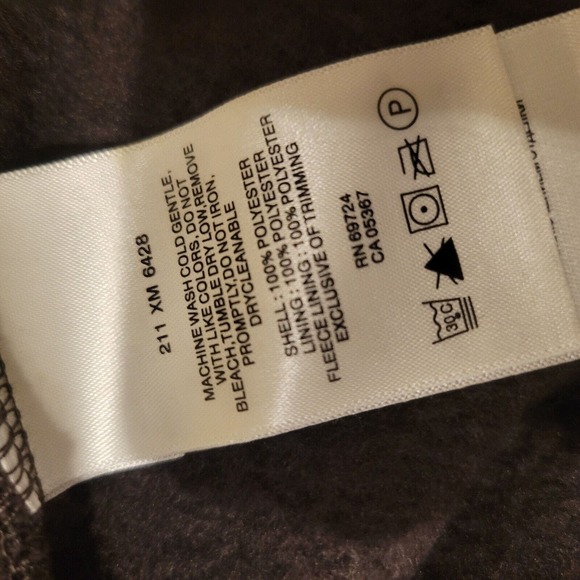 211 XM 6428
MACHINE WASH COLD GENTLE,
WITH LIKE COLORS, DO NOT
BLEACH,TUMBLY DRY LOW,REMOVE
PROMPTLY,DO NOT IRON,
DRYCLEANABLE
SHELL:100% POLYESTER
LINING:100% POLYESTER
FLEECE LINING:100% POLYESTER
EXCLUSIVE OF TRIMMING
RN 69724
CA 05367
30C
P